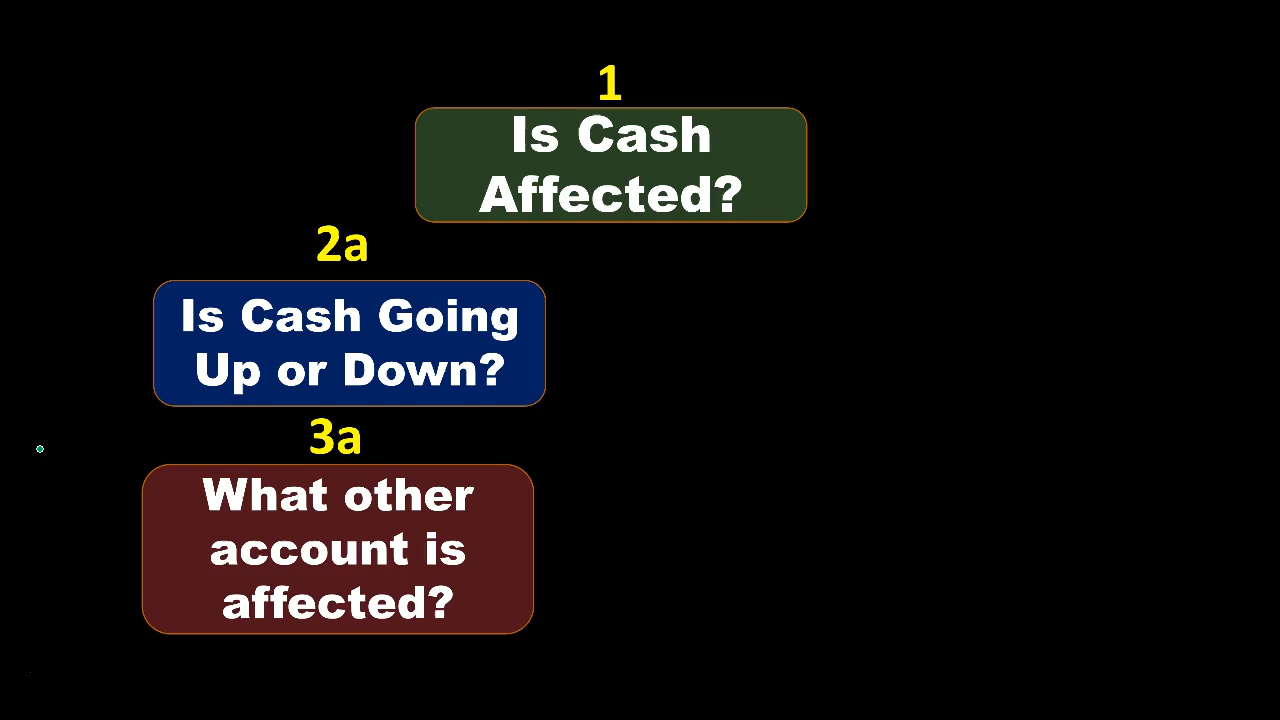 1
Is Cash
Affected?
2a
Is Cash Going
Up or Down?
3a
What other
account is
affected?